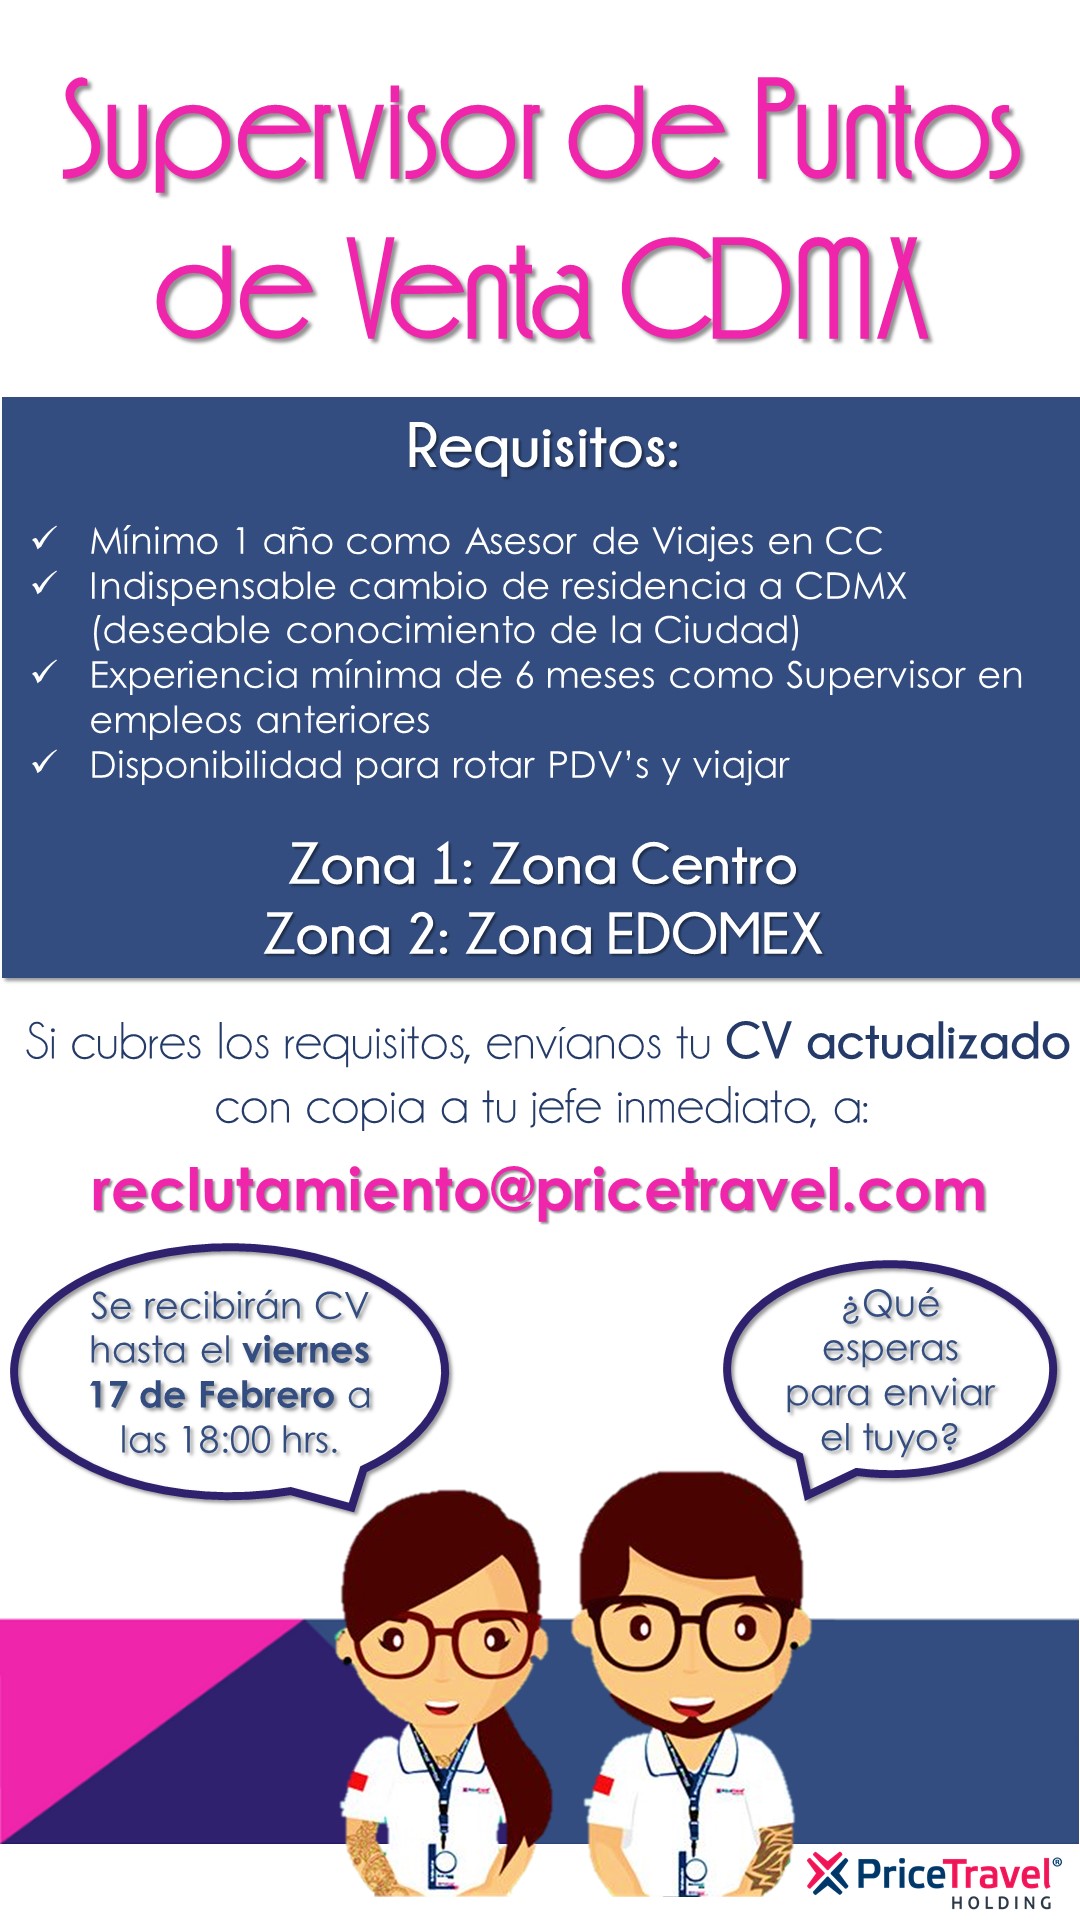 Supervisor de Puntos
de Venta CDMX
Requisitos:
✓ Mínimo 1 año como Asesor de Viajes en CC
✓ Indispensable cambio de residencia a CDMX
(deseable conocimiento de la Ciudad)
✓ Experiencia mínima de 6 meses como Supervisor en
empleos anteriores
✓ Disponibilidad para rotar PDV's y viajar
Zona 1: Zona Centro
Zona 2: Zona EDOMEX
Si cubres los requisitos, envíanos tu CV actualizado
con copia a tu jefe inmediato, a:
reclutamiento@pricetravel.com
Se recibirán CV
hasta el viernes
17 de Febrero a
las 18:00 hrs.
¿Qué
esperas
para enviar
el tuyo?
PriceTravel®
HOLDING